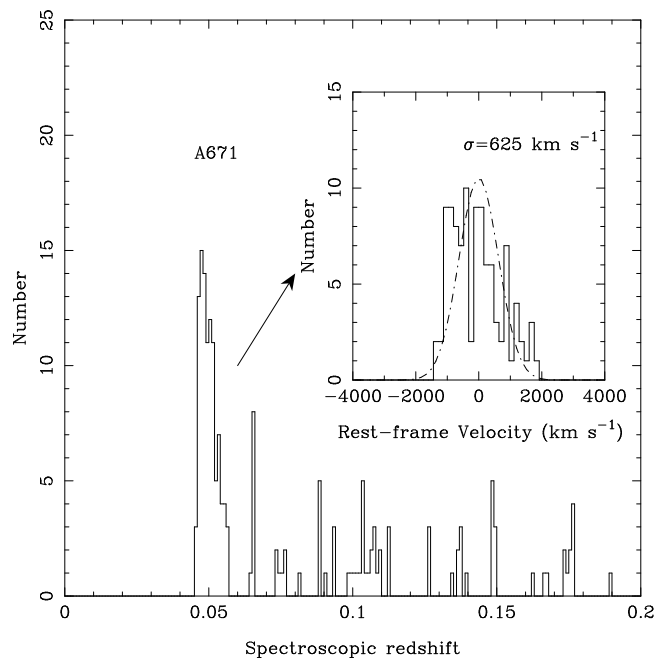 25
20
15
10
5
0
Number
A671
0
0.05
0.1
0.15
0.2
Spectroscopic redshift
15
10
5
0
Number
σ=625 km s⁻¹
−4000 −2000 0 2000 4000
Rest−frame Velocity (km s⁻¹)